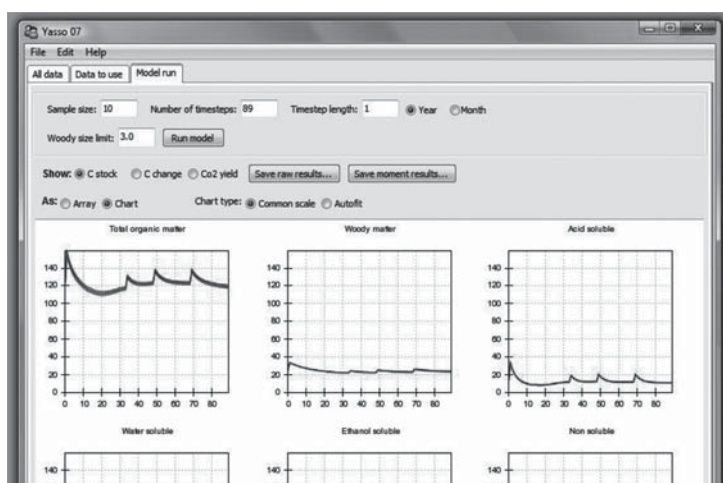 Yasso 07
File Edit Help
All data Data to use Model run
Sample size: 10 Number of timesteps: 89 Timestep length: 1 Year Month
Woody size limit: 3.0 Run model
Show: C stock C change Co2 yield Save raw results... Save moment results...
As: Array Chart Chart type: Common scale Autofit
Total organic matter Woody matter Acid soluble
140 140 140
120 120 120
100 100 100
80 80 80
60 60 60
40 40 40
20 20 20
0 0 0
0 10 20 30 40 50 60 70 80 0 10 20 30 40 50 60 70 80 0 10 20 30 40 50 60 70 80
Water soluble Ethanol soluble Non soluble
140 140 140